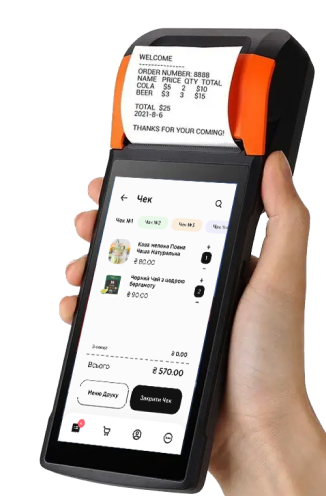 WELCOME
ORDER NUMBER: 8888
NAME PRICE QTY TOTAL
COLA $5 2 $10
BEER $3 3 $15
TOTAL $25
2021-8-6
THANKS FOR YOUR COMING!
← Чек
Чек №1 Чек №2 Чек №3
Кава мелена Повна
Чаша Натуральна
₴ 80.00
+
1
−
Чорний Чай з цедрою
бергамоту
₴ 90.00
+
2
−
₴ 0.00
Всього ₴ 570.00
Меню Друку Закрити Чек